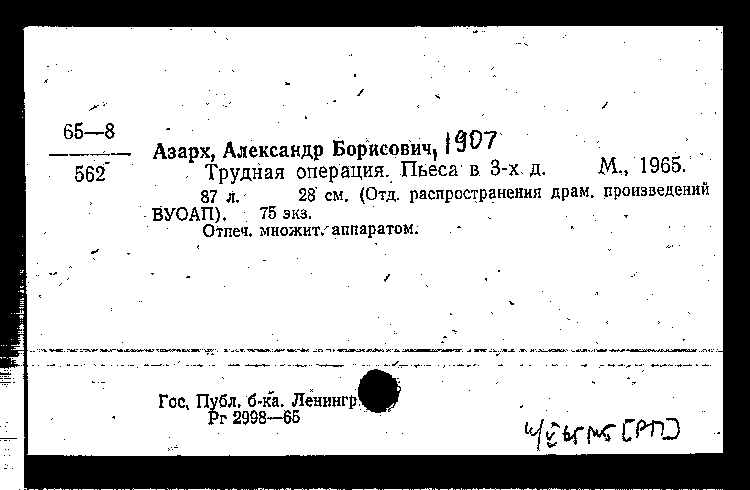 65—8
562
Азарх, Александр Борисович, 1907
Трудная операция. Пьеса в 3-х д. М., 1965.
87 л. 28 см. (Отд. распространения драм. произведений
ВУОАП). 75 экз.
Отпеч. множит. аппаратом.
Гос. Публ. б-ка. Ленингр
Рг 2998—65
[РП]